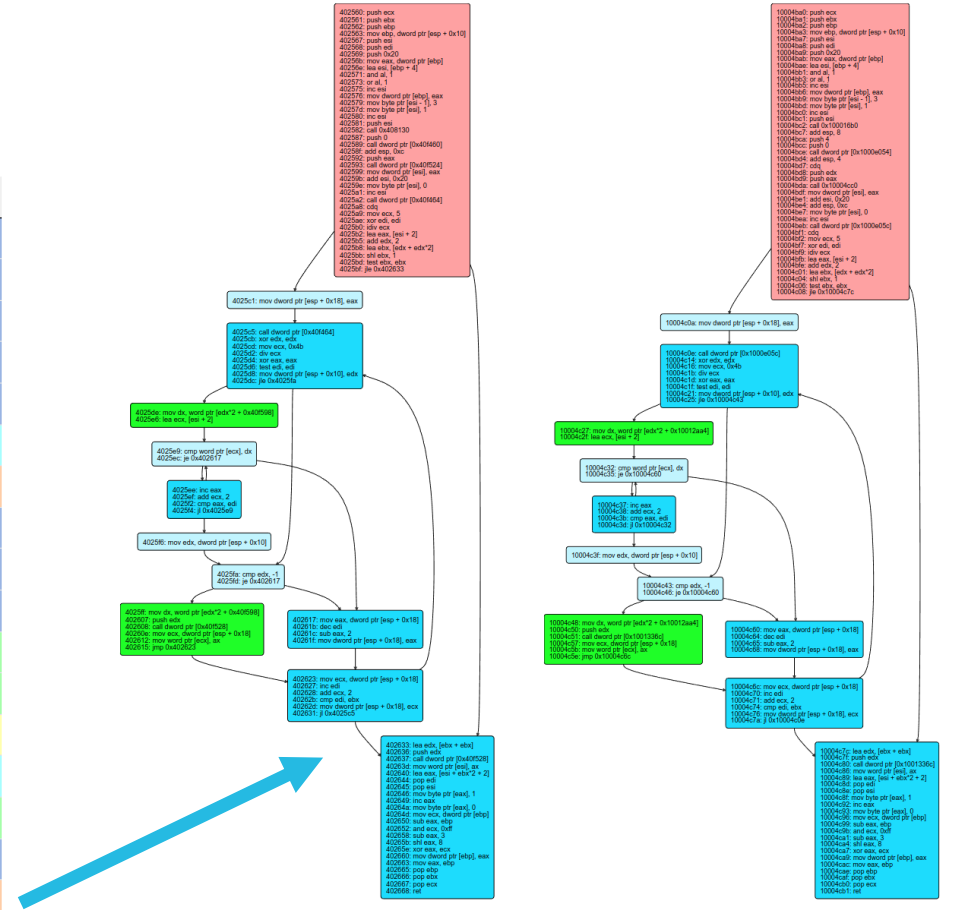 402560: push ecx
402561: push ebx
402562: push ebp
402563: mov ebp, dword ptr [esp + 0x10]
402567: push esi
402568: push edi
402569: push 0x20
40256b: mov eax, dword ptr [ebp]
40256e: lea esi, [ebp + 4]
402571: and al, 1
402573: or al, 1
402575: inc esi
402576: mov dword ptr [ebp], eax
402579: mov byte ptr [esi - 1], 3
40257d: mov byte ptr [esi], 1
402580: inc esi
402581: push esi
402582: call 0x408130
402587: push 0
402589: call dword ptr [0x40f460]
40258f: add esp, 0xc
402592: push eax
402593: call dword ptr [0x40f524]
402599: mov dword ptr [esi], eax
40259b: add esi, 0x20
40259e: mov byte ptr [esi], 0
4025a1: inc esi
4025a2: call dword ptr [0x40f464]
4025a8: cdq
4025a9: mov ecx, 5
4025ae: xor edi, edi
4025b0: idiv ecx
4025b2: lea eax, [esi + 2]
4025b5: add edx, 2
4025b8: lea ebx, [edx + edx*2]
4025bb: shl ebx, 1
4025bd: test ebx, ebx
4025bf: jle 0x402633
4025c1: mov dword ptr [esp + 0x18], eax
4025c5: call dword ptr [0x40f464]
4025cb: xor edx, edx
4025cd: mov ecx, 0x4b
4025d2: div ecx
4025d4: xor eax, eax
4025d6: test edi, edi
4025d8: mov dword ptr [esp + 0x10], edx
4025dc: jle 0x4025fa
4025de: mov dx, word ptr [edx*2 + 0x40f598]
4025e6: lea ecx, [esi + 2]
4025e9: cmp word ptr [ecx], dx
4025ec: je 0x402617
4025ee: inc eax
4025ef: add ecx, 2
4025f2: cmp eax, edi
4025f4: jl 0x4025e9
4025f6: mov edx, dword ptr [esp + 0x10]
4025fa: cmp edx, -1
4025fd: je 0x402617
4025ff: mov dx, word ptr [edx*2 + 0x40f598]
402607: push edx
402608: call dword ptr [0x40f528]
40260e: mov ecx, dword ptr [esp + 0x18]
402612: mov word ptr [ecx], ax
402615: jmp 0x402623
402617: mov eax, dword ptr [esp + 0x18]
40261b: dec edi
40261c: sub eax, 2
40261f: mov dword ptr [esp + 0x18], eax
402623: mov ecx, dword ptr [esp + 0x18]
402627: inc edi
402628: add ecx, 2
40262b: cmp edi, ebx
40262d: mov dword ptr [esp + 0x18], ecx
402631: jl 0x4025c5
402633: lea edx, [ebx + ebx]
402636: push edx
402637: call dword ptr [0x40f528]
40263d: mov word ptr [esi], ax
402640: lea eax, [esi + ebx*2 + 2]
402644: pop edi
402645: pop esi
402646: mov byte ptr [eax], 1
402649: inc eax
40264a: mov byte ptr [eax], 0
40264d: mov ecx, dword ptr [ebp]
402650: sub eax, ebp
402652: and ecx, 0xff
402658: sub eax, 3
40265b: shl eax, 8
40265e: xor eax, ecx
402660: mov dword ptr [ebp], eax
402663: mov eax, ebp
402665: pop ebp
402666: pop ebx
402667: pop ecx
402668: ret
10004ba0: push ecx
10004ba1: push ebx
10004ba2: push ebp
10004ba3: mov ebp, dword ptr [esp + 0x10]
10004ba7: push esi
10004ba8: push edi
10004ba9: push 0x20
10004bab: mov eax, dword ptr [ebp]
10004bae: lea esi, [ebp + 4]
10004bb1: and al, 1
10004bb3: or al, 1
10004bb5: inc esi
10004bb6: mov dword ptr [ebp], eax
10004bb9: mov byte ptr [esi - 1], 3
10004bbd: mov byte ptr [esi], 1
10004bc0: inc esi
10004bc1: push esi
10004bc2: call 0x100016b0
10004bc7: add esp, 8
10004bca: push 4
10004bcc: push 0
10004bce: call dword ptr [0x1000e054]
10004bd4: add esp, 4
10004bd7: cdq
10004bd8: push edx
10004bd9: push eax
10004bda: call 0x10004cc0
10004bdf: mov dword ptr [esi], eax
10004be1: add esi, 0x20
10004be4: add esp, 0xc
10004be7: mov byte ptr [esi], 0
10004bea: inc esi
10004beb: call dword ptr [0x1000e05c]
10004bf1: cdq
10004bf2: mov ecx, 5
10004bf7: xor edi, edi
10004bf9: idiv ecx
10004bfb: lea eax, [esi + 2]
10004bfe: add edx, 2
10004c01: lea ebx, [edx + edx*2]
10004c04: shl ebx, 1
10004c06: test ebx, ebx
10004c08: jle 0x10004c7c
10004c0a: mov dword ptr [esp + 0x18], eax
10004c0e: call dword ptr [0x1000e05c]
10004c14: xor edx, edx
10004c16: mov ecx, 0x4b
10004c1b: div ecx
10004c1d: xor eax, eax
10004c1f: test edi, edi
10004c21: mov dword ptr [esp + 0x10], edx
10004c25: jle 0x10004c43
10004c27: mov dx, word ptr [edx*2 + 0x10012aa4]
10004c2f: lea ecx, [esi + 2]
10004c32: cmp word ptr [ecx], dx
10004c35: je 0x10004c60
10004c37: inc eax
10004c38: add ecx, 2
10004c3b: cmp eax, edi
10004c3d: jl 0x10004c32
10004c3f: mov edx, dword ptr [esp + 0x10]
10004c43: cmp edx, -1
10004c46: je 0x10004c60
10004c48: mov dx, word ptr [edx*2 + 0x10012aa4]
10004c50: push edx
10004c51: call dword ptr [0x1001336c]
10004c57: mov ecx, dword ptr [esp + 0x18]
10004c5b: mov word ptr [ecx], ax
10004c5e: jmp 0x10004c6c
10004c60: mov eax, dword ptr [esp + 0x18]
10004c64: dec edi
10004c65: sub eax, 2
10004c68: mov dword ptr [esp + 0x18], eax
10004c6c: mov ecx, dword ptr [esp + 0x18]
10004c70: inc edi
10004c71: add ecx, 2
10004c74: cmp edi, ebx
10004c76: mov dword ptr [esp + 0x18], ecx
10004c7a: jl 0x10004c0e
10004c7c: lea edx, [ebx + ebx]
10004c7f: push edx
10004c80: call dword ptr [0x1001336c]
10004c86: mov word ptr [esi], ax
10004c89: lea eax, [esi + ebx*2 + 2]
10004c8d: pop edi
10004c8e: pop esi
10004c8f: mov byte ptr [eax], 1
10004c92: inc eax
10004c93: mov byte ptr [eax], 0
10004c96: mov ecx, dword ptr [ebp]
10004c99: sub eax, ebp
10004c9b: and ecx, 0xff
10004ca1: sub eax, 3
10004ca4: shl eax, 8
10004ca7: xor eax, ecx
10004ca9: mov dword ptr [ebp], eax
10004cac: mov eax, ebp
10004cae: pop ebp
10004caf: pop ebx
10004cb0: pop ecx
10004cb1: ret